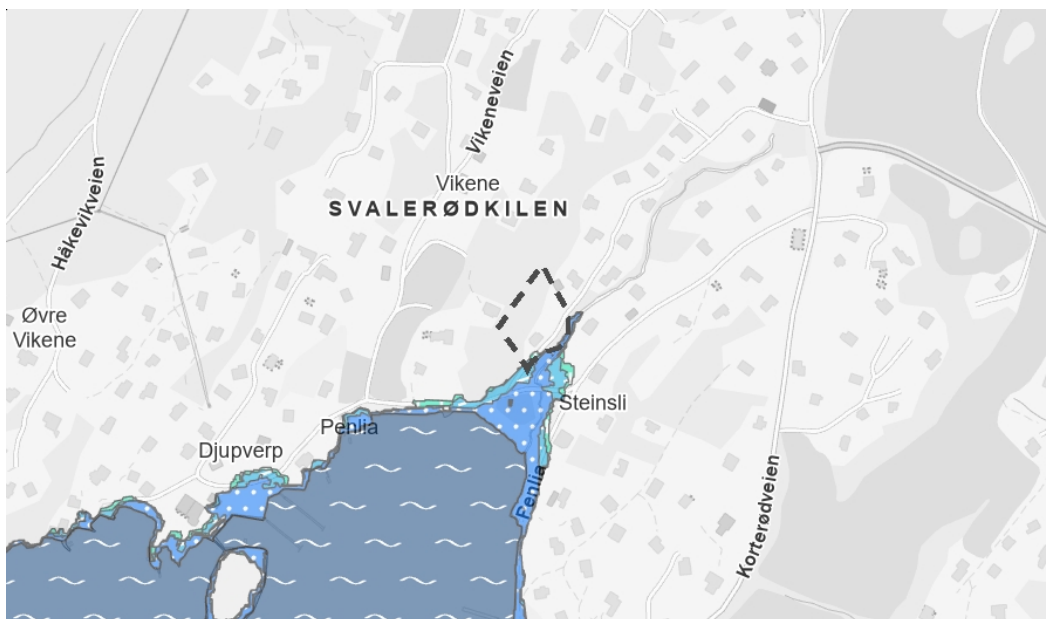 Vikeneveien
Vikene
SVALERØDKILEN
Håkevikveien
Øvre
Vikene
Steinsli
Penlia
Djupverp
Penlia
Korterødveien